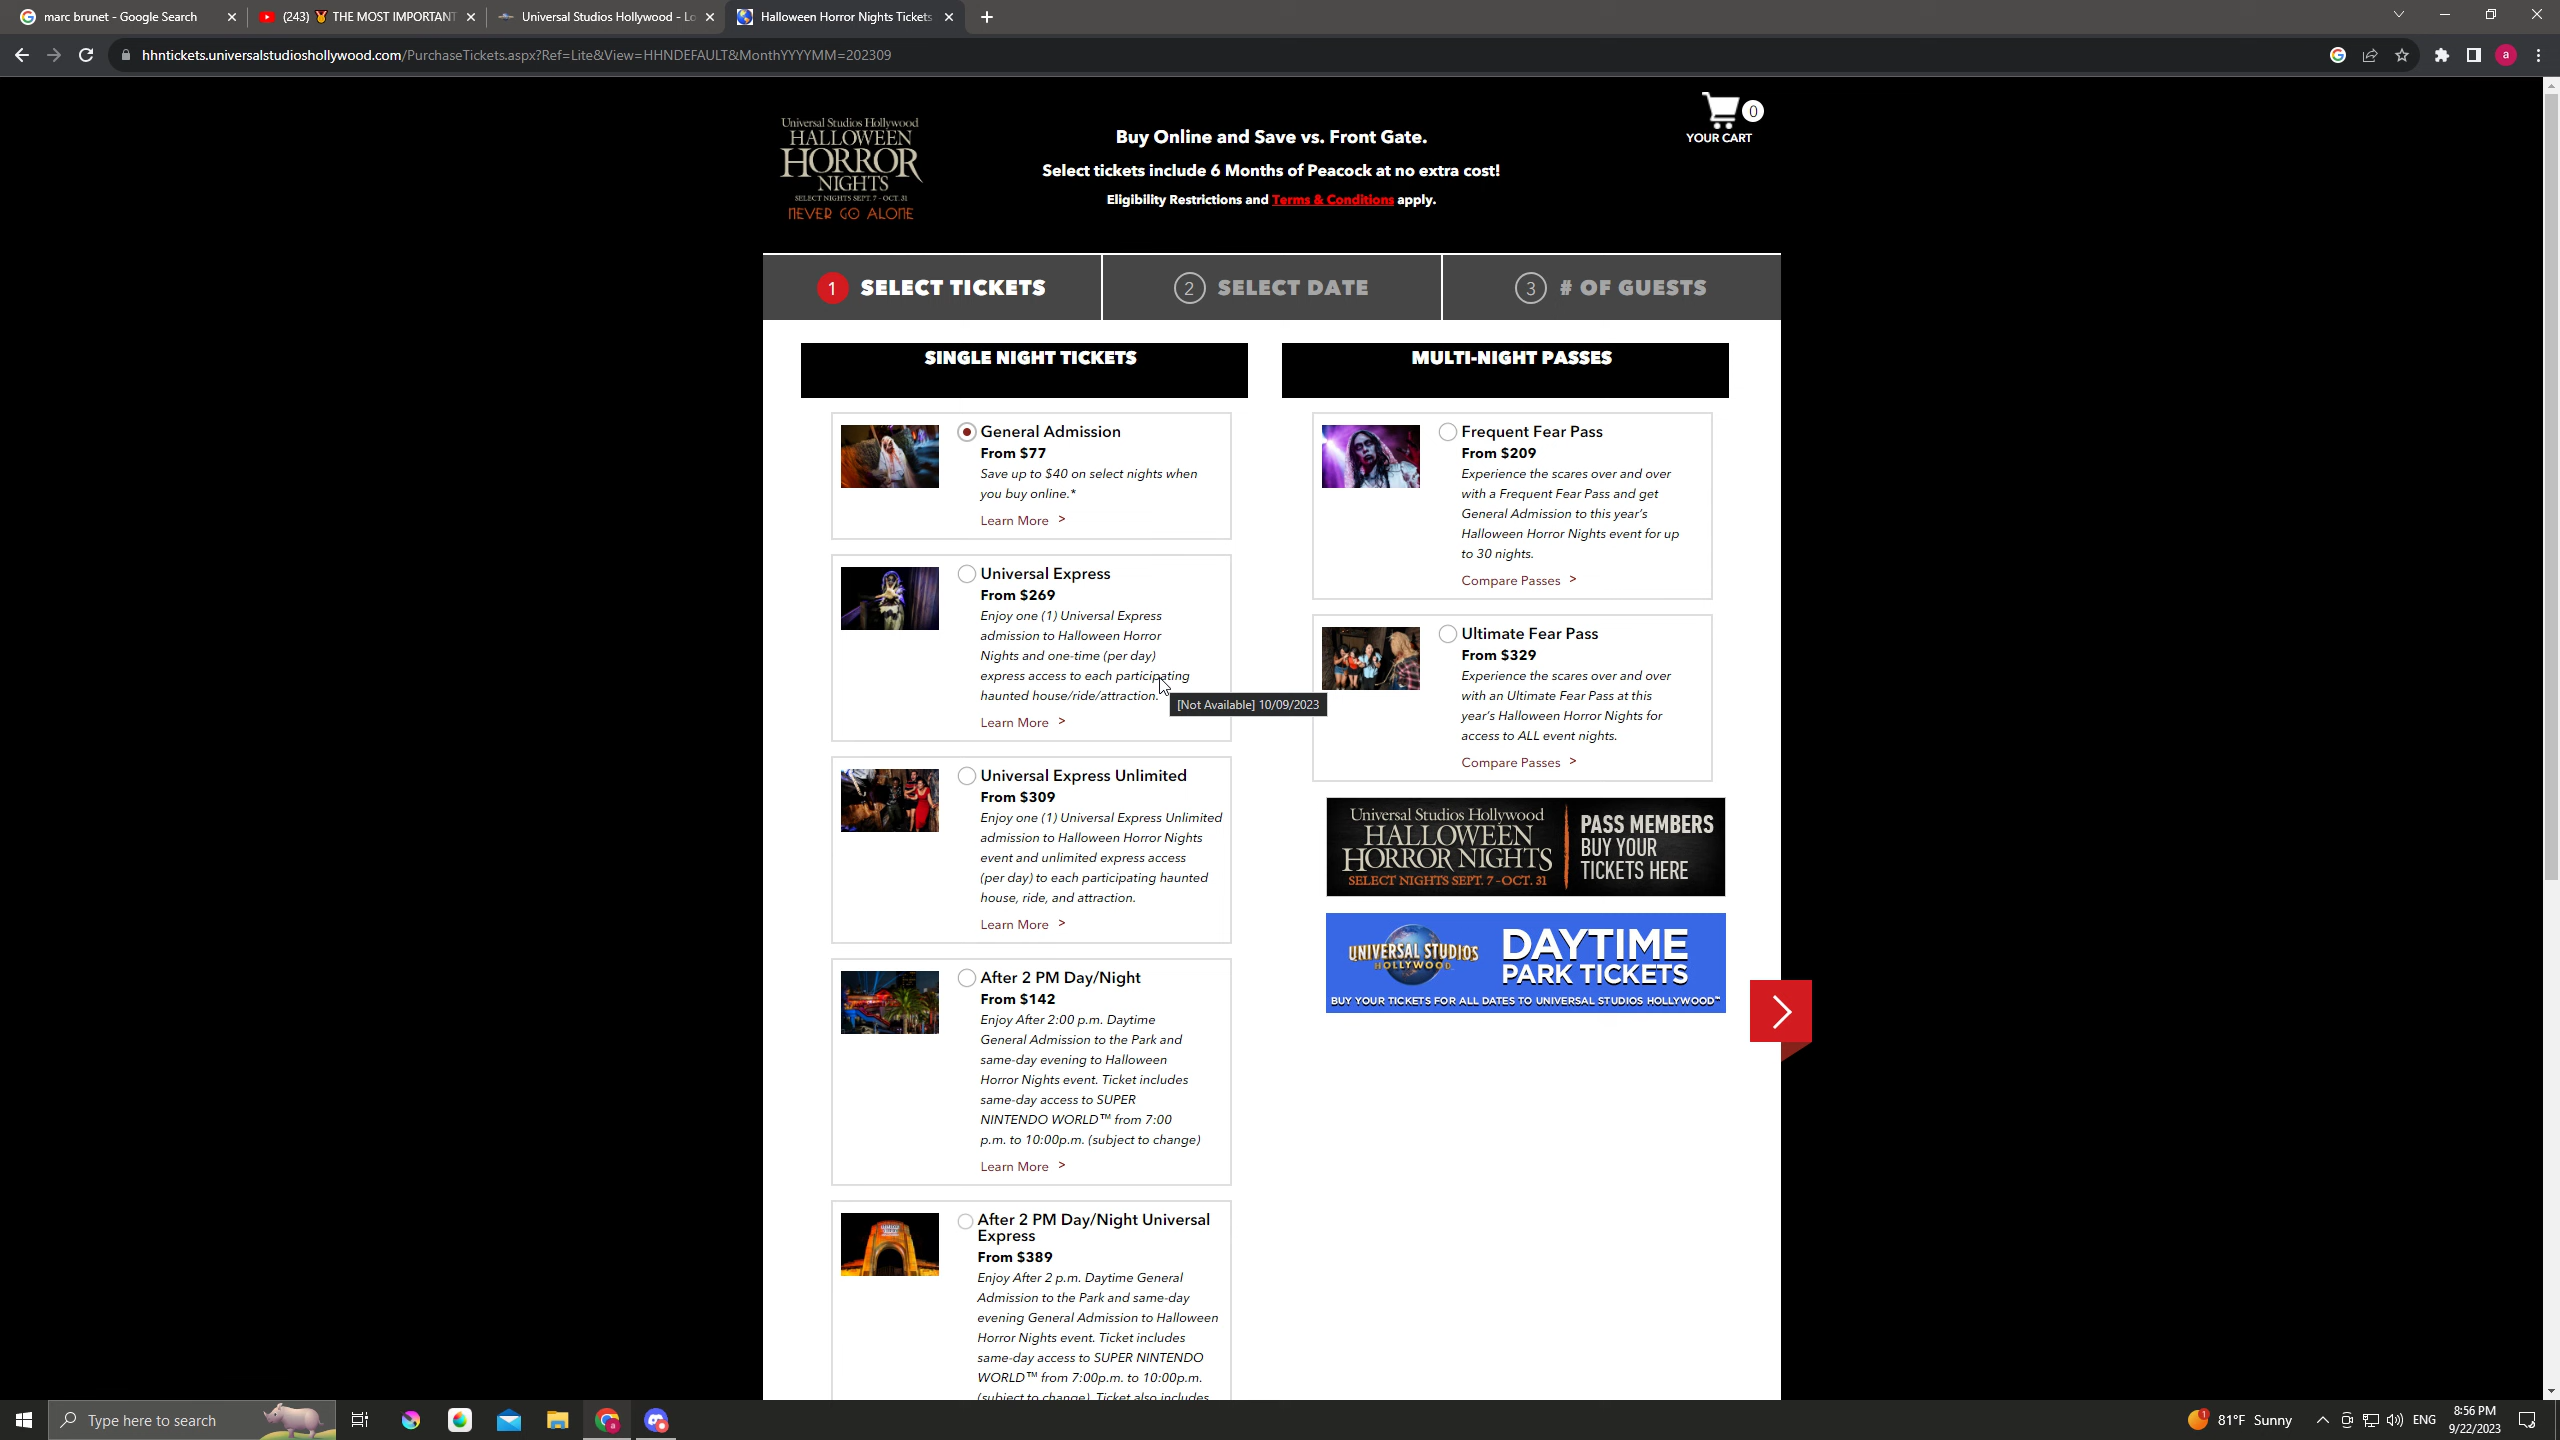 marc brunet - Google Search
(243) 🏅 THE MOST IMPORTANT
Universal Studios Hollywood - Lo
Halloween Horror Nights Tickets
hhntickets.universalstudioshollywood.com/PurchaseTickets.aspx?Ref=Lite&View=HHNDEFAULT&MonthYYYYMM=202309
a
Universal Studios Hollywood
HALLOWEEN
HORROR
NIGHTS
SELECT NIGHTS SEPT. 7 - OCT. 31
NEVER GO ALONE
Buy Online and Save vs. Front Gate.
Select tickets include 6 Months of Peacock at no extra cost!
Eligibility Restrictions and Terms & Conditions apply.
0
YOUR CART
1 SELECT TICKETS
2 SELECT DATE
3 # OF GUESTS
SINGLE NIGHT TICKETS
General Admission
From $77
Save up to $40 on select nights when
you buy online.*
Learn More >
Universal Express
From $269
Enjoy one (1) Universal Express
admission to Halloween Horror
Nights and one-time (per day)
express access to each participating
haunted house/ride/attraction.
[Not Available] 10/09/2023
Learn More >
Universal Express Unlimited
From $309
Enjoy one (1) Universal Express Unlimited
admission to Halloween Horror Nights
event and unlimited express access
(per day) to each participating haunted
house, ride, and attraction.
Learn More >
After 2 PM Day/Night
From $142
Enjoy After 2:00 p.m. Daytime
General Admission to the Park and
same-day evening to Halloween
Horror Nights event. Ticket includes
same-day access to SUPER
NINTENDO WORLD™ from 7:00
p.m. to 10:00p.m. (subject to change)
Learn More >
After 2 PM Day/Night Universal
Express
From $389
Enjoy After 2 p.m. Daytime General
Admission to the Park and same-day
evening General Admission to Halloween
Horror Nights event. Ticket includes
same-day access to SUPER NINTENDO
WORLD™ from 7:00p.m. to 10:00p.m.
(subject to change). Ticket also includes
MULTI-NIGHT PASSES
Frequent Fear Pass
From $209
Experience the scares over and over
with a Frequent Fear Pass and get
General Admission to this year's
Halloween Horror Nights event for up
to 30 nights.
Compare Passes >
Ultimate Fear Pass
From $329
Experience the scares over and over
with an Ultimate Fear Pass at this
year's Halloween Horror Nights for
access to ALL event nights.
Compare Passes >
Universal Studios Hollywood
HALLOWEEN
HORROR NIGHTS
SELECT NIGHTS SEPT. 7 - OCT. 31
PASS MEMBERS
BUY YOUR
TICKETS HERE
UNIVERSAL STUDIOS
HOLLYWOOD
DAYTIME
PARK TICKETS
BUY YOUR TICKETS FOR ALL DATES TO UNIVERSAL STUDIOS HOLLYWOOD™
Type here to search
1
81°F Sunny
ENG
8:56 PM
9/22/2023